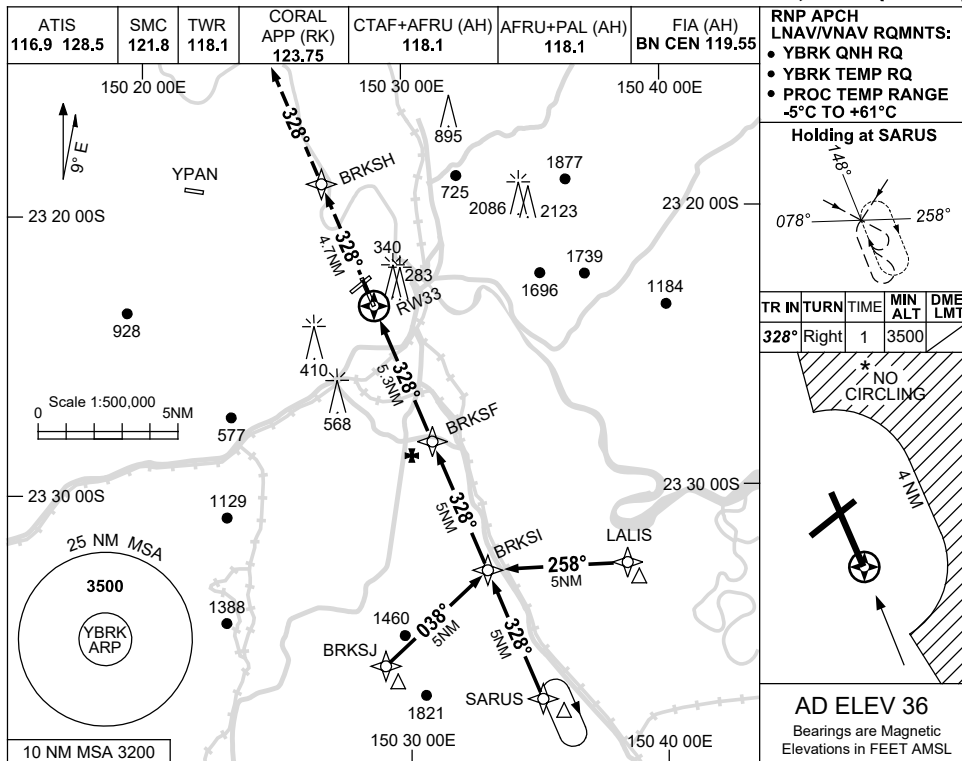 ATIS
116.9 128.5
SMC
121.8
TWR
118.1
CORAL
APP (RK)
123.75
CTAF+AFRU (AH)
118.1
AFRU+PAL (AH)
118.1
FIA (AH)
BN CEN 119.55
RNP APCH
LNAV/VNAV RQMNTS:
• YBRK QNH RQ
• YBRK TEMP RQ
• PROC TEMP RANGE
-5°C TO +61°C
150 20 00E
150 30 00E
150 40 00E
9° E
YPAN
328°
BRKSH
895
725
1877
2086
2123
23 20 00S
23 20 00S
328°
4.7NM
340
283
RW33
1696
1739
1184
928
410
568
328°
5.3NM
Scale 1:500,000
0
5NM
577
BRKSF
23 30 00S
23 30 00S
1129
328°
5NM
BRKSI
LALIS
258°
5NM
25 NM MSA
3500
YBRK
ARP
1388
1460
038°
5NM
BRKSJ
328°
5NM
SARUS
1821
150 30 00E
150 40 00E
10 NM MSA 3200
Holding at SARUS
148°
078°
258°
TR IN TURN TIME MIN ALT DME LMT
328° Right 1 3500
* NO
CIRCLING
4 NM
AD ELEV 36
Bearings are Magnetic
Elevations in FEET AMSL